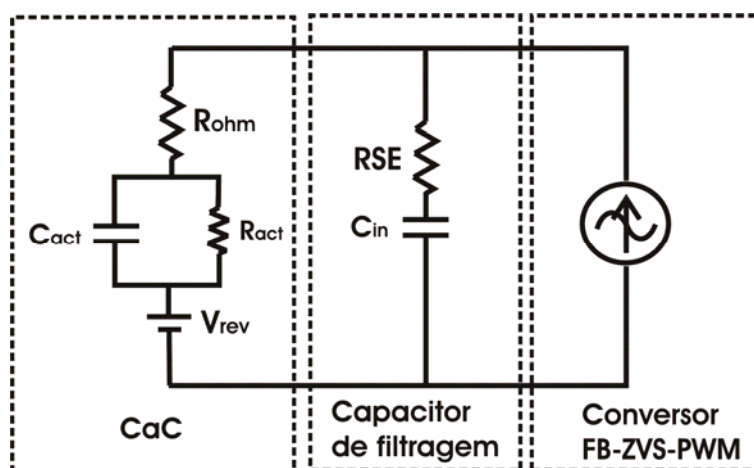 Rohm
Cact
Ract
Vrev
CaC
RSE
Cin
Capacitor
de filtragem
Conversor
FB-ZVS-PWM